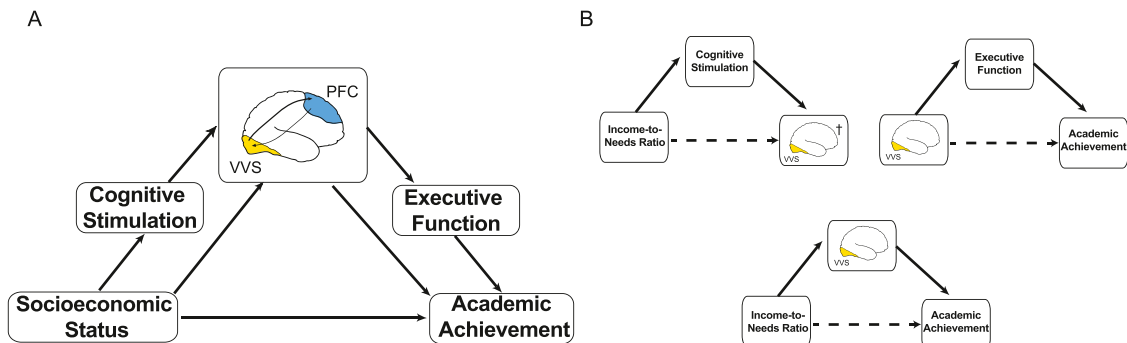 A
PFC
VVS
Cognitive
Stimulation
Executive
Function
Socioeconomic
Status
Academic
Achievement
B
Cognitive
Stimulation
Income-to-
Needs Ratio
†
VVS
Executive
Function
VVS
Academic
Achievement
VVS
Income-to-
Needs Ratio
Academic
Achievement